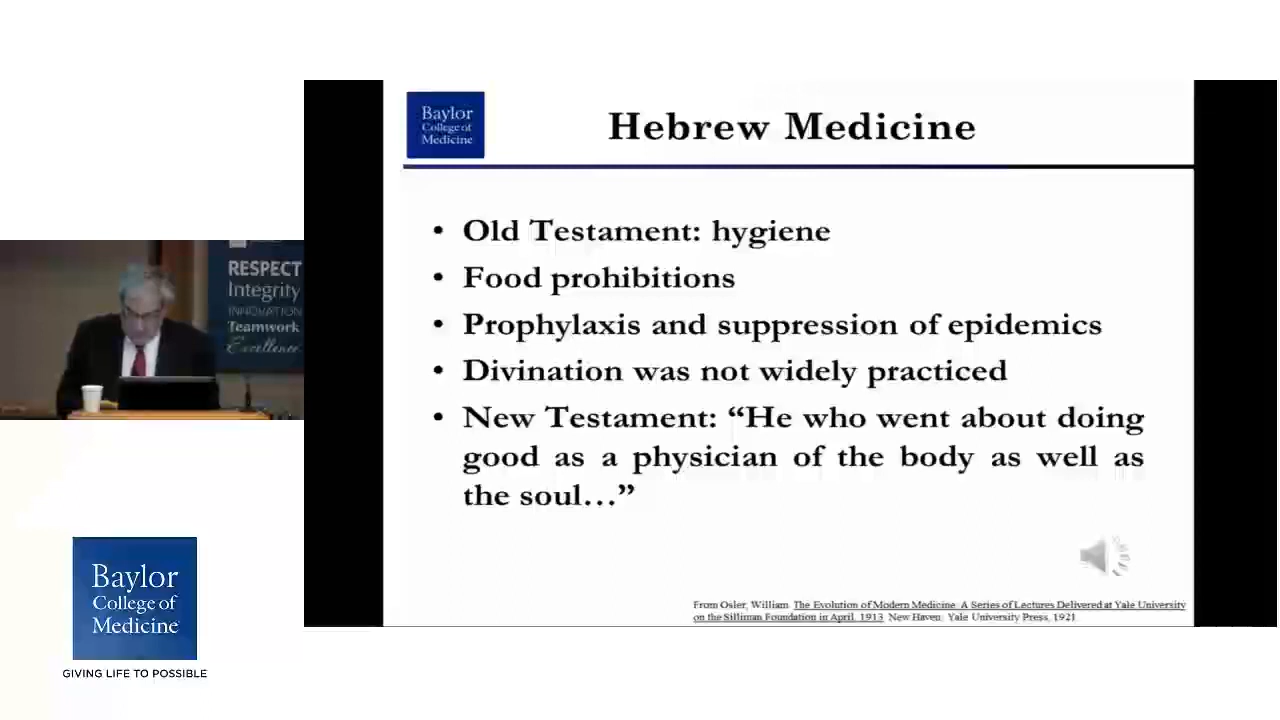 Baylor
College of
Medicine
Hebrew Medicine
• Old Testament: hygiene
• Food prohibitions
• Prophylaxis and suppression of epidemics
• Divination was not widely practiced
• New Testament: “He who went about doing
good as a physician of the body as well as
the soul…”
From Osler, William The Evolution of Modern Medicine A Series of Lectures Delivered at Yale University
on the Silliman Foundation in April, 1913 New Haven: Yale University Press, 1921
RESPECT
Integrity
INNOVATION
Teamwork
Excellence
Baylor
College of
Medicine
GIVING LIFE TO POSSIBLE